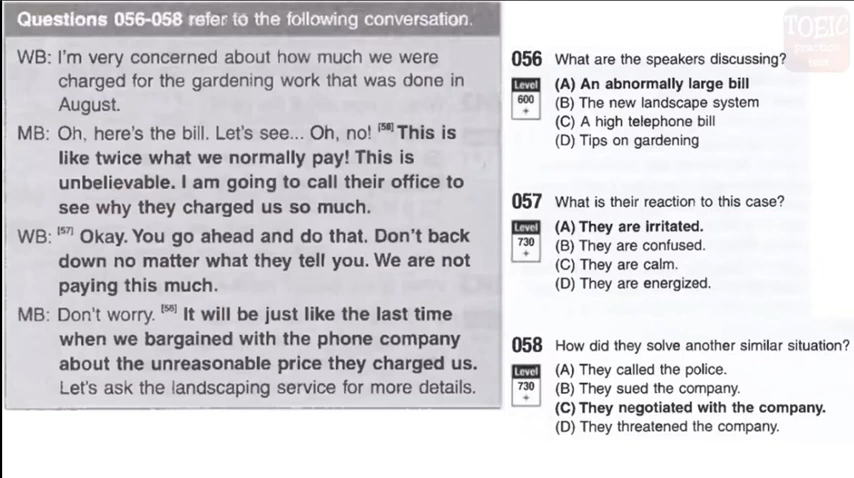 Questions 056-058 refer to the following conversation.
WB: I'm very concerned about how much we were
charged for the gardening work that was done in
August.
MB: Oh, here's the bill. Let's see... Oh, no! [56] This is
like twice what we normally pay! This is
unbelievable. I am going to call their office to
see why they charged us so much.
WB: [57] Okay. You go ahead and do that. Don't back
down no matter what they tell you. We are not
paying this much.
MB: Don't worry. [58] It will be just like the last time
when we bargained with the phone company
about the unreasonable price they charged us.
Let's ask the landscaping service for more details.
TOEIC
practice
test
056 What are the speakers discussing?
Level
600
+
(A) An abnormally large bill
(B) The new landscape system
(C) A high telephone bill
(D) Tips on gardening
057 What is their reaction to this case?
Level
730
+
(A) They are irritated.
(B) They are confused.
(C) They are calm.
(D) They are energized.
058 How did they solve another similar situation?
Level
730
+
(A) They called the police.
(B) They sued the company.
(C) They negotiated with the company.
(D) They threatened the company.